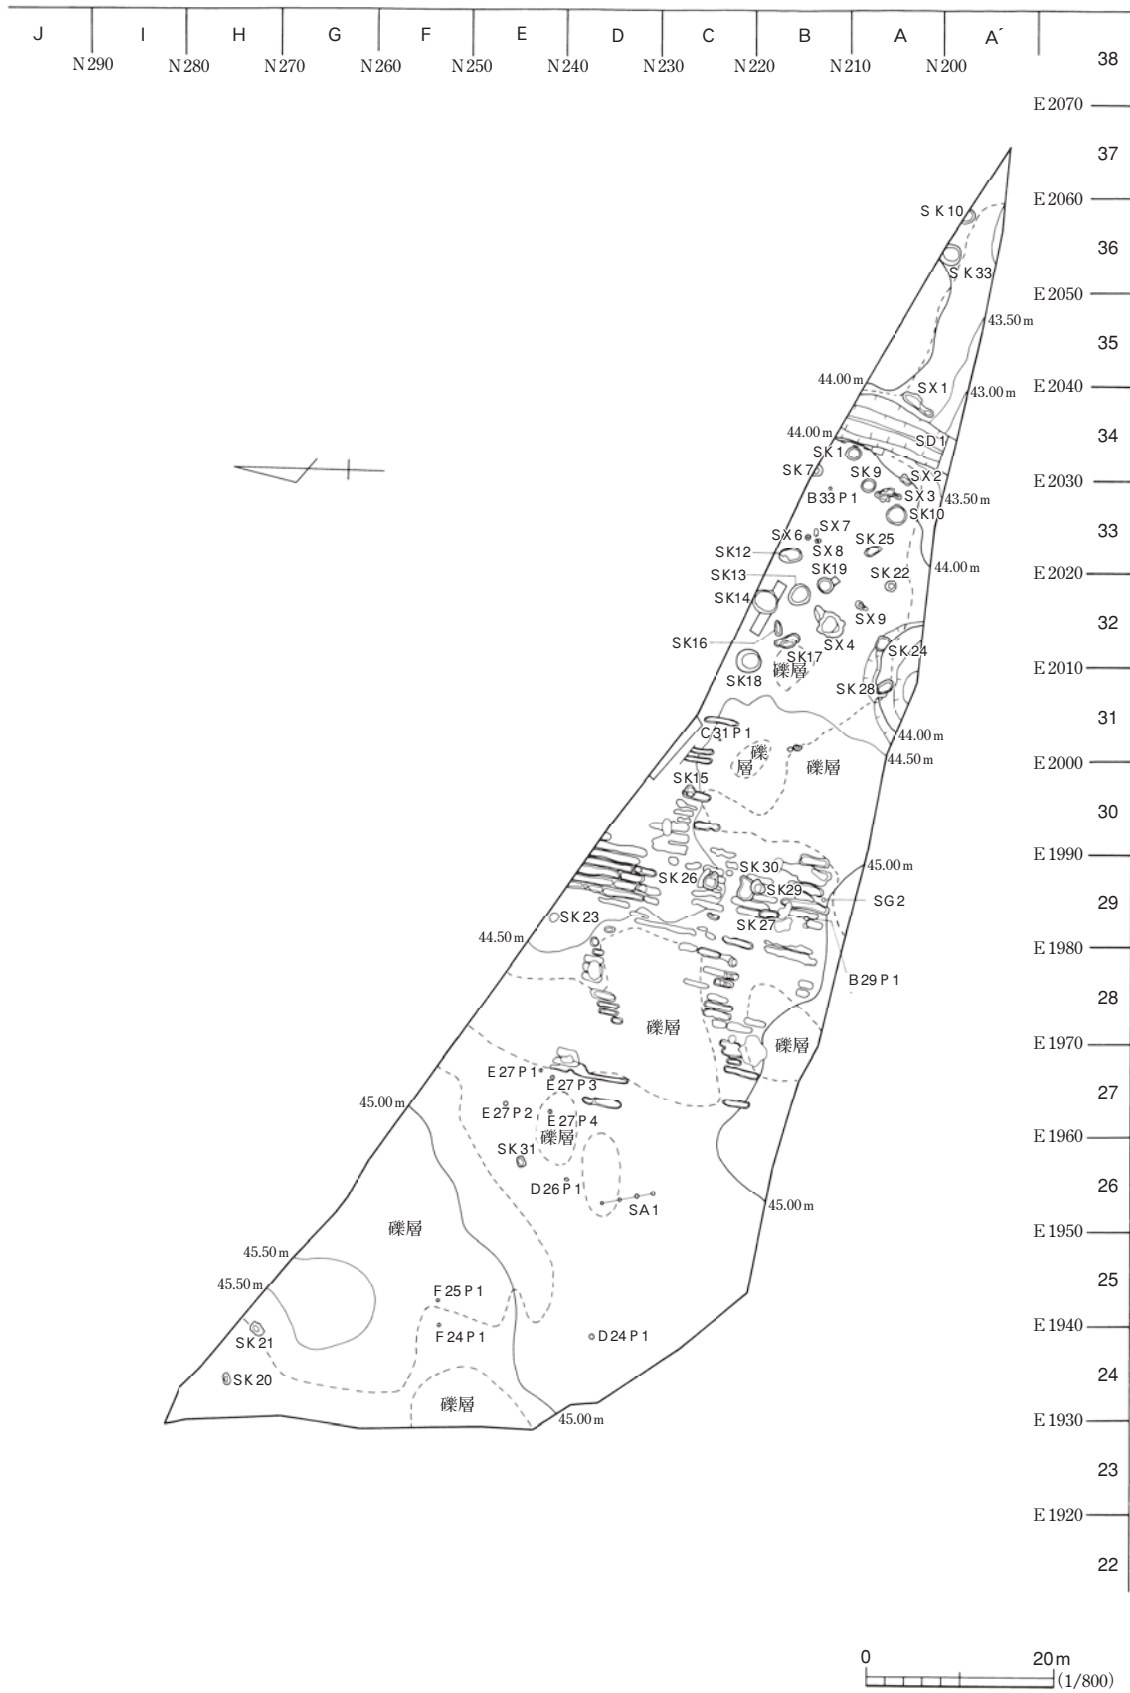 J I H G F E D C B A A´
N290 N280 N270 N260 N250 N240 N230 N220 N210 N200
38
E2070
37
E2060
SK10
36
SK33
E2050
43.50m
35
44.00m
E2040
SX1
43.00m
44.00m
34
SD1
SK1
SK7
SK9
SX2
E2030
B33P1
SX3
43.50m
SK10
SX7
33
SX6
SK25
SK12
SX8
44.00m
SK13
SK19
SK22
E2020
SK14
SX9
32
SK16
SX4
SK24
SK17
礫層
E2010
SK18
SK28
31
C31P1
44.00m
礫層
礫層
44.50m
E2000
SK15
30
E1990
45.00m
SK30
SK26
SK29
SG2
29
SK23
SK27
44.50m
E1980
B29P1
28
礫層
礫層
E1970
E27P1
E27P3
27
45.00m
E27P2
E27P4
礫層
E1960
SK31
D26P1
26
SA1
45.00m
礫層
E1950
45.50m
45.50m
F25P1
25
F24P1
D24P1
E1940
SK21
SK20
24
礫層
45.00m
E1930
23
E1920
22
0 20m
(1/800)